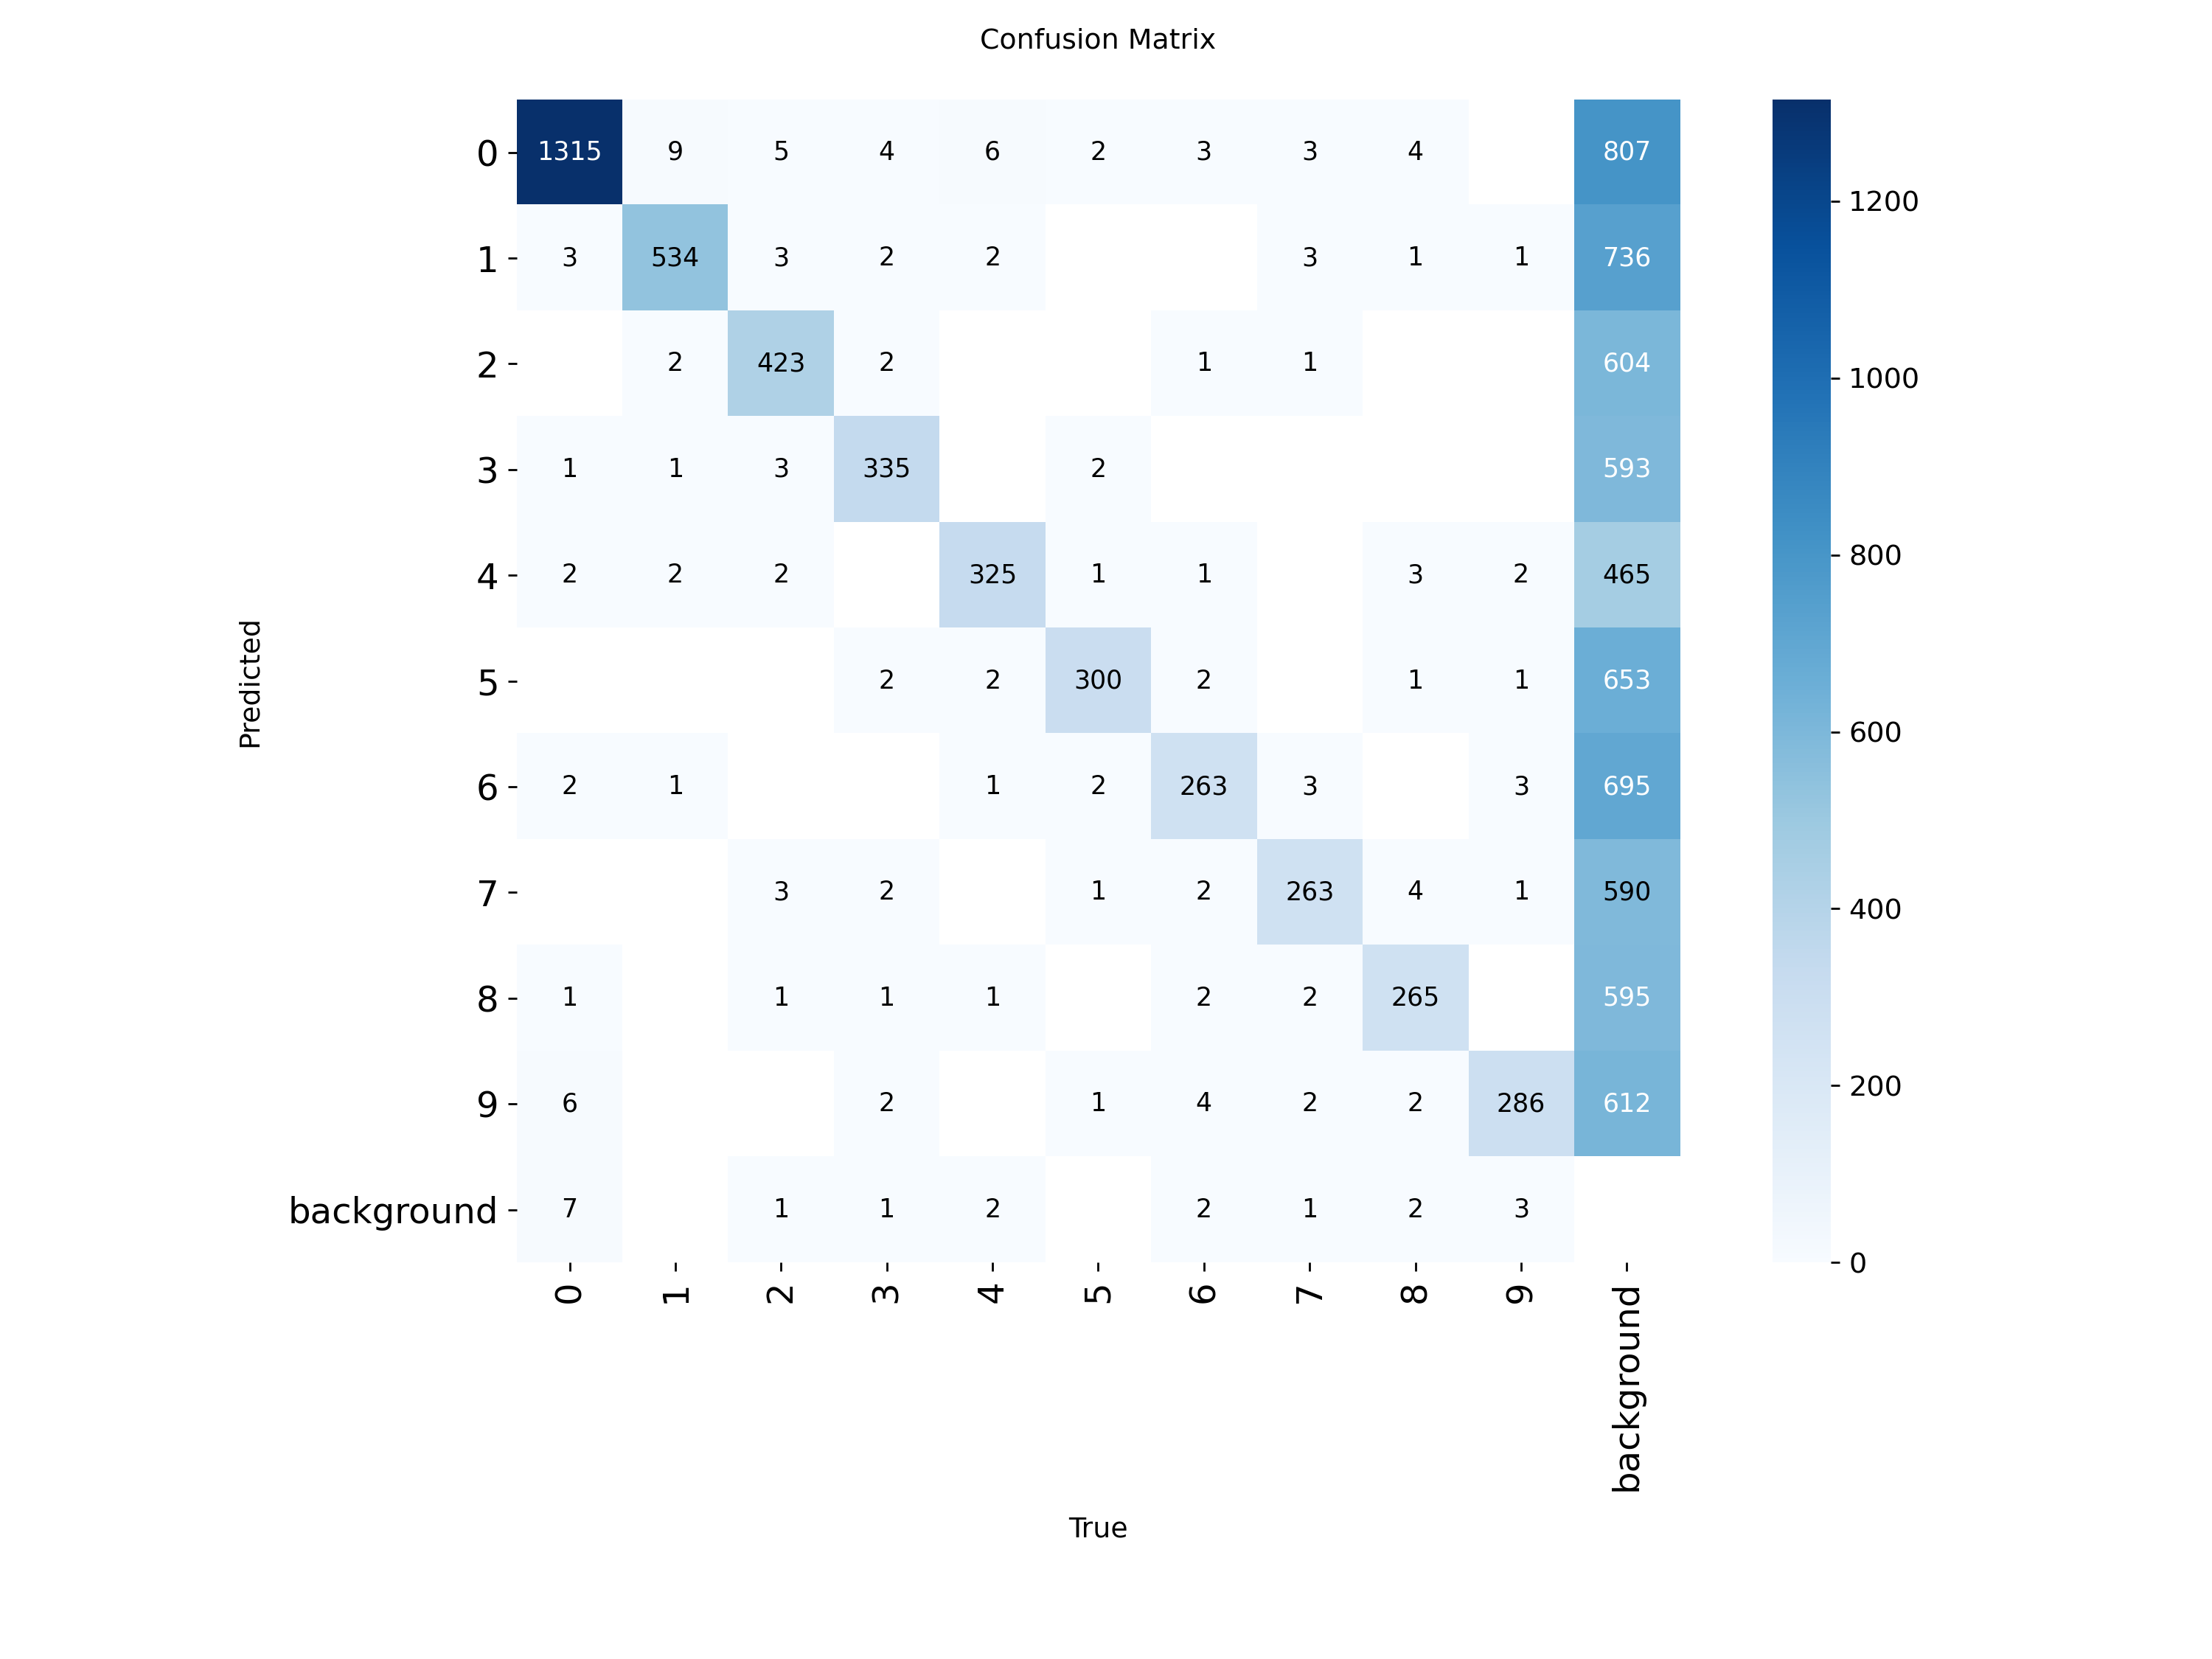 Confusion Matrix
0 1315 9 5 4 6 2 3 3 4 807
1 3 534 3 2 2 3 1 1 736
2 2 423 2 1 1 604
3 1 1 3 335 2 593
4 2 2 2 325 1 1 3 2 465
5 2 2 300 2 1 1 653
6 2 1 1 2 263 3 3 695
7 3 2 1 2 263 4 1 590
8 1 1 1 1 2 2 265 595
9 6 2 1 4 2 2 286 612
background 7 1 1 2 2 1 2 3
0 1 2 3 4 5 6 7 8 9 background
True
Predicted
1200
1000
800
600
400
200
0